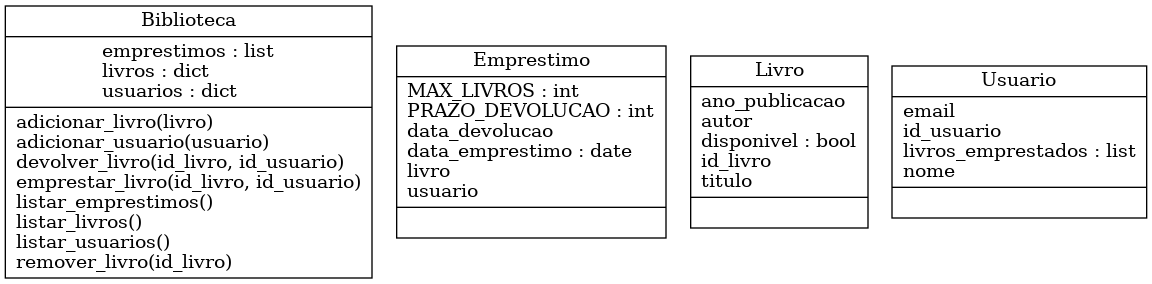 Biblioteca
emprestimos : list
livros : dict
usuarios : dict
adicionar_livro(livro)
adicionar_usuario(usuario)
devolver_livro(id_livro, id_usuario)
emprestar_livro(id_livro, id_usuario)
listar_emprestimos()
listar_livros()
listar_usuarios()
remover_livro(id_livro)
Emprestimo
MAX_LIVROS : int
PRAZO_DEVOLUCAO : int
data_devolucao
data_emprestimo : date
livro
usuario
Livro
ano_publicacao
autor
disponivel : bool
id_livro
titulo
Usuario
email
id_usuario
livros_emprestados : list
nome